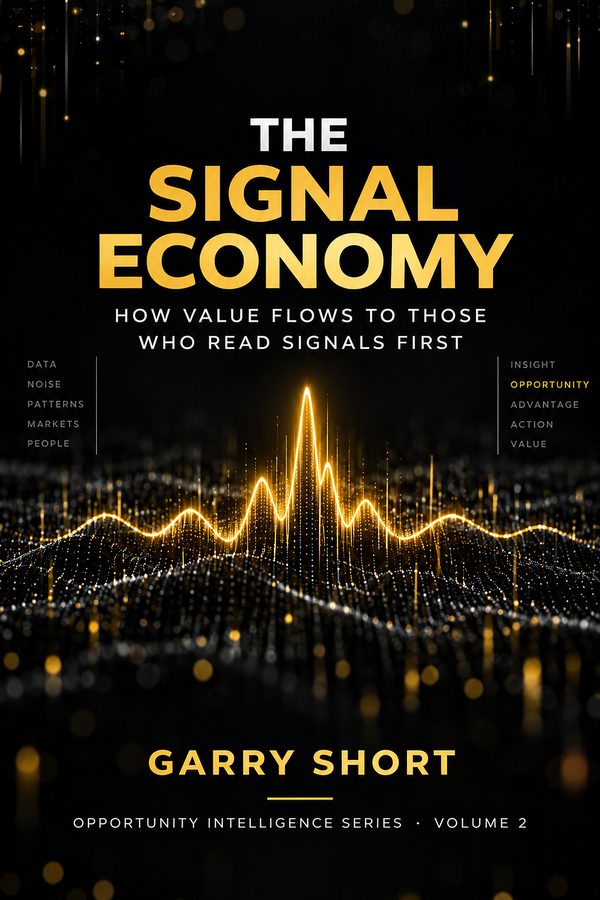 THE
SIGNAL
ECONOMY
HOW VALUE FLOWS TO THOSE
WHO READ SIGNALS FIRST
DATA
NOISE
PATTERNS
MARKETS
PEOPLE
INSIGHT
OPPORTUNITY
ADVANTAGE
ACTION
VALUE
GARRY SHORT
OPPORTUNITY INTELLIGENCE SERIES · VOLUME 2